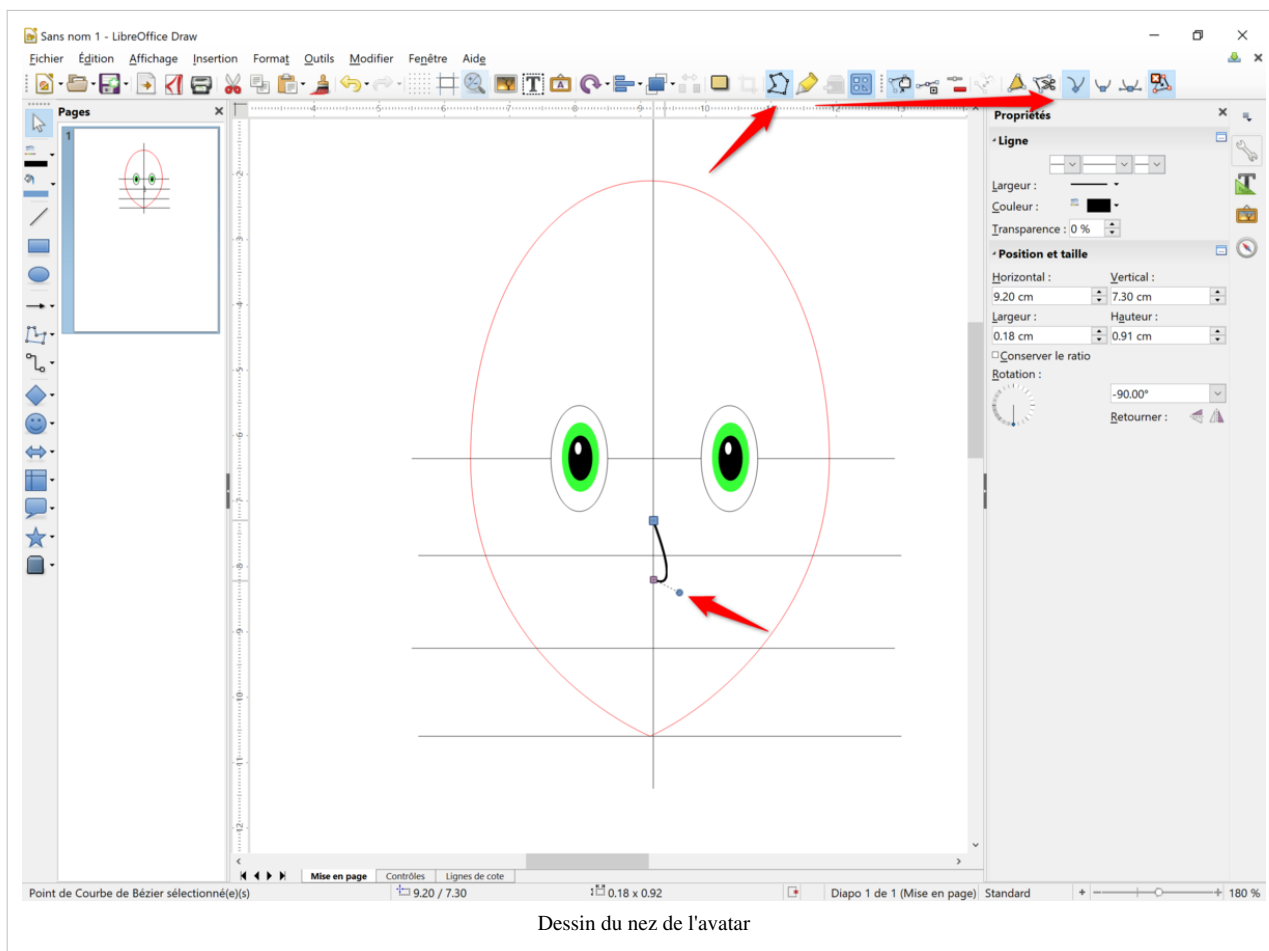 Sans nom 1 - LibreOffice Draw
Fichier Édition Affichage Insertion Format Outils Modifier Fenêtre Aide
Pages
1
Propriétés
Ligne
Largeur :
Couleur :
Transparence : 0 %
Position et taille
Horizontal : Vertical :
9.20 cm 7.30 cm
Largeur : Hauteur :
0.18 cm 0.91 cm
Conserver le ratio
Rotation :
-90.00°
Retourner :
Mise en page Contrôles Lignes de cote
Point de Courbe de Bézier sélectionné(e)(s) 9.20 / 7.30 0.18 x 0.92 Diapo 1 de 1 (Mise en page) Standard 180 %
Dessin du nez de l'avatar